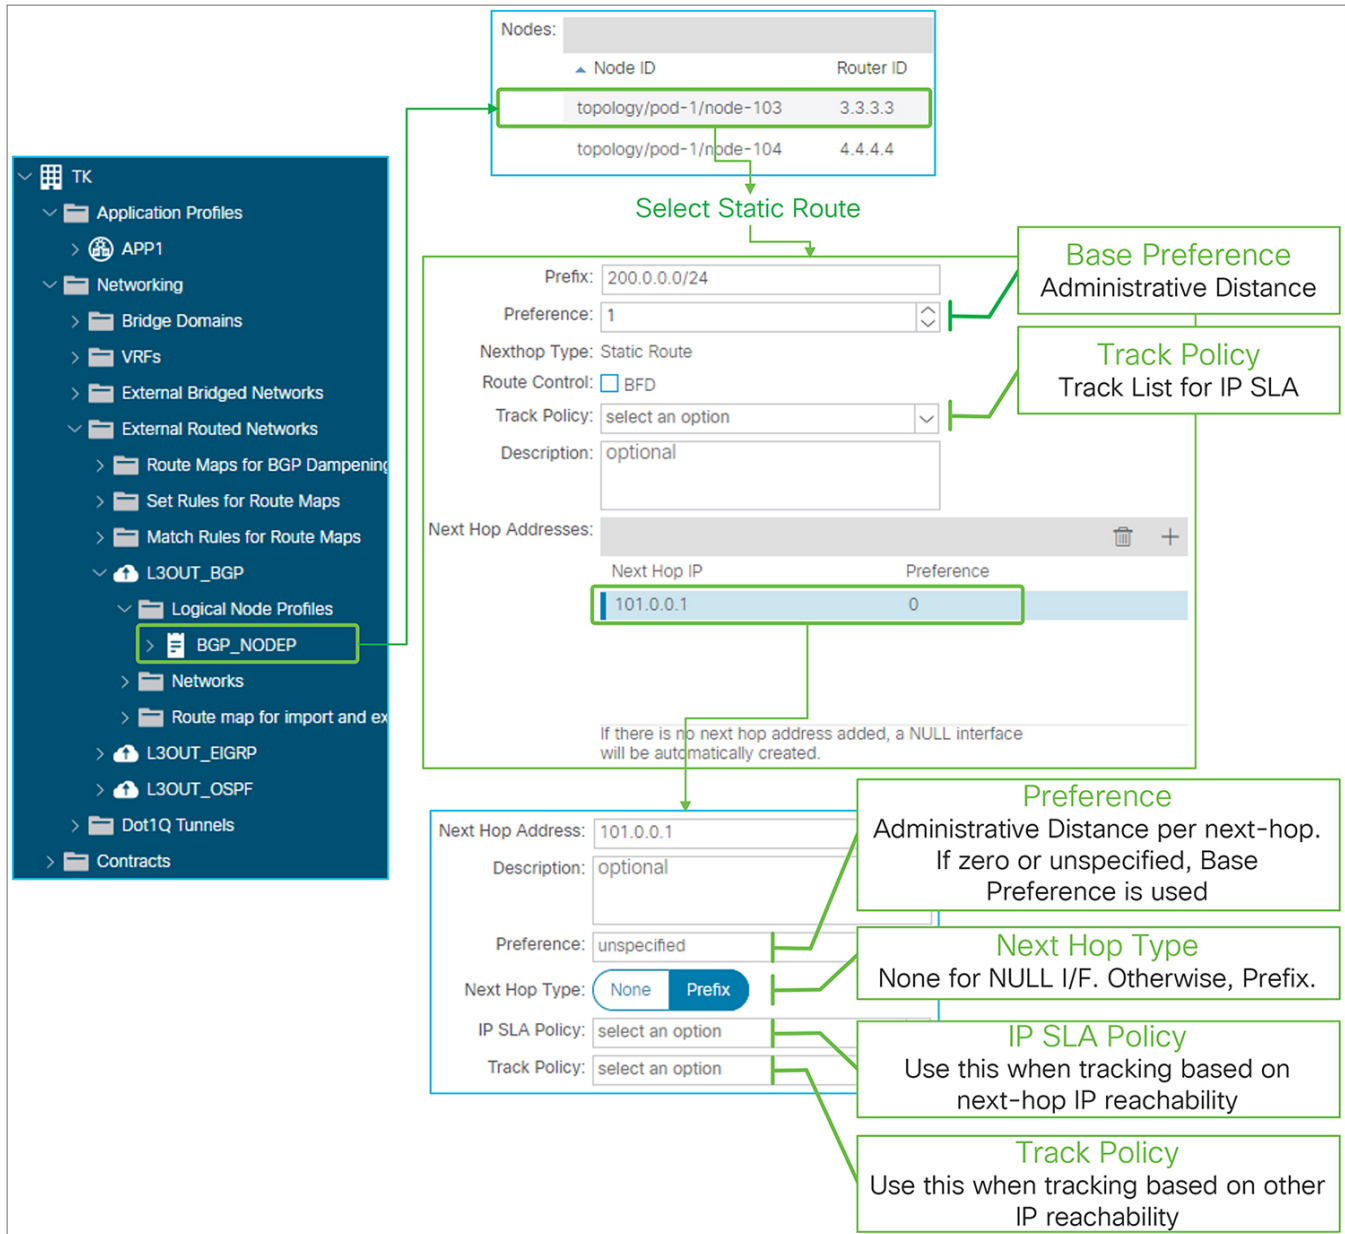 Nodes:
Node ID Router ID
topology/pod-1/node-103 3.3.3.3
topology/pod-1/node-104 4.4.4.4
TK
Application Profiles
APP1
Networking
Bridge Domains
VRFs
External Bridged Networks
External Routed Networks
Route Maps for BGP Dampening
Set Rules for Route Maps
Match Rules for Route Maps
L3OUT_BGP
Logical Node Profiles
BGP_NODEP
Networks
Route map for import and ex
L3OUT_EIGRP
L3OUT_OSPF
Dot1Q Tunnels
Contracts
Select Static Route
Prefix: 200.0.0.0/24
Preference: 1
Nexthop Type: Static Route
Route Control: BFD
Track Policy: select an option
Description: optional
Next Hop Addresses:
Next Hop IP Preference
101.0.0.1 0
If there is no next hop address added, a NULL interface
will be automatically created.
Base Preference
Administrative Distance
Track Policy
Track List for IP SLA
Next Hop Address: 101.0.0.1
Description: optional
Preference: unspecified
Next Hop Type: None Prefix
IP SLA Policy: select an option
Track Policy: select an option
Preference
Administrative Distance per next-hop.
If zero or unspecified, Base
Preference is used
Next Hop Type
None for NULL I/F. Otherwise, Prefix.
IP SLA Policy
Use this when tracking based on
next-hop IP reachability
Track Policy
Use this when tracking based on other
IP reachability